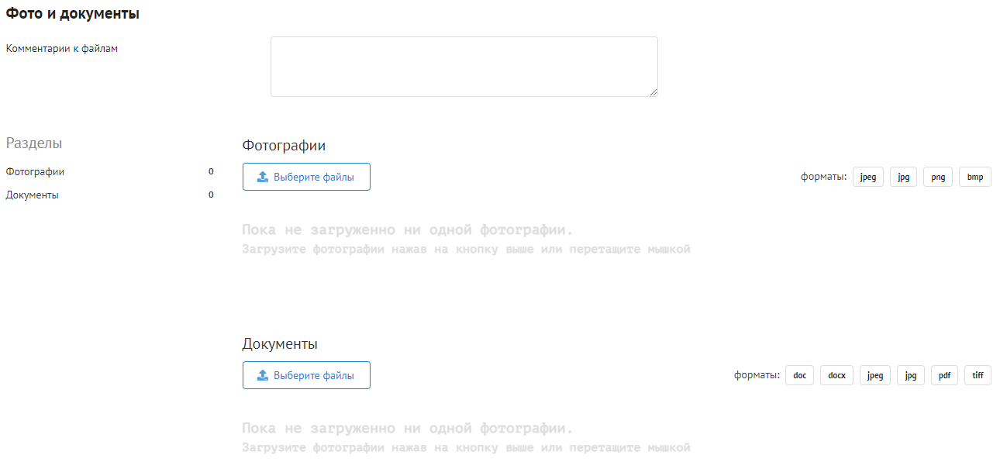 Фото и документы
Комментарии к файлам
Разделы
Фотографии 0
Документы 0
Фотографии
Выберите файлы
форматы: jpeg jpg png bmp
Пока не загруженно ни одной фотографии.
Загрузите фотографии нажав на кнопку выше или перетащите мышкой
Документы
Выберите файлы
форматы: doc docx jpeg jpg pdf tiff
Пока не загруженно ни одной фотографии.
Загрузите фотографии нажав на кнопку выше или перетащите мышкой